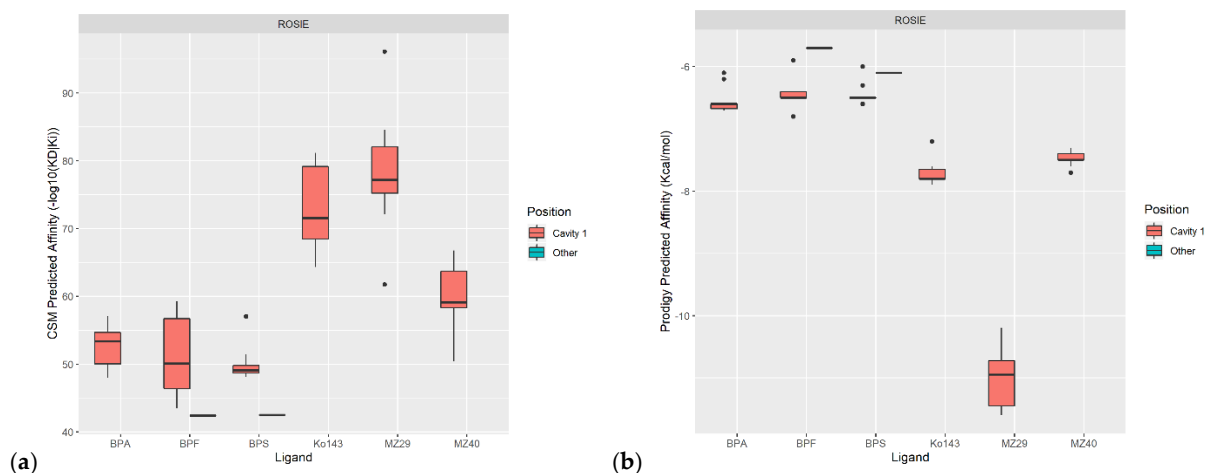 ROSIE
CSM Predicted Affinity (-log10(KD|Ki))
90
80
70
60
50
40
BPA BPF BPS Ko143 MZ29 MZ40
Ligand
Position
Cavity 1
Other
(a)
ROSIE
Prodigy Predicted Affinity (Kcal/mol)
-6
-8
-10
BPA BPF BPS Ko143 MZ29 MZ40
Ligand
Position
Cavity 1
Other
(b)